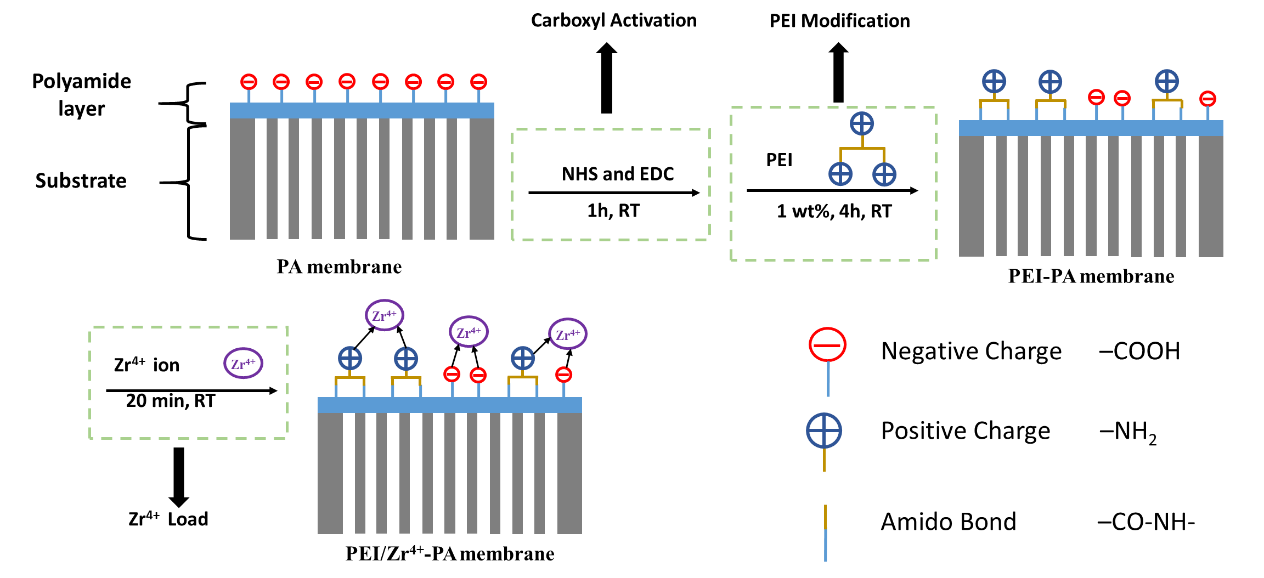 Carboxyl Activation
PEI Modification
Polyamide
layer
Substrate
NHS and EDC
1h, RT
PEI
1 wt%, 4h, RT
PA membrane
PEI-PA membrane
Zr⁴⁺ ion
Zr⁴⁺
20 min, RT
Zr⁴⁺ Load
Zr⁴⁺
Zr⁴⁺
Zr⁴⁺
PEI/Zr⁴⁺-PA membrane
Negative Charge –COOH
Positive Charge –NH₂
Amido Bond –CO-NH-